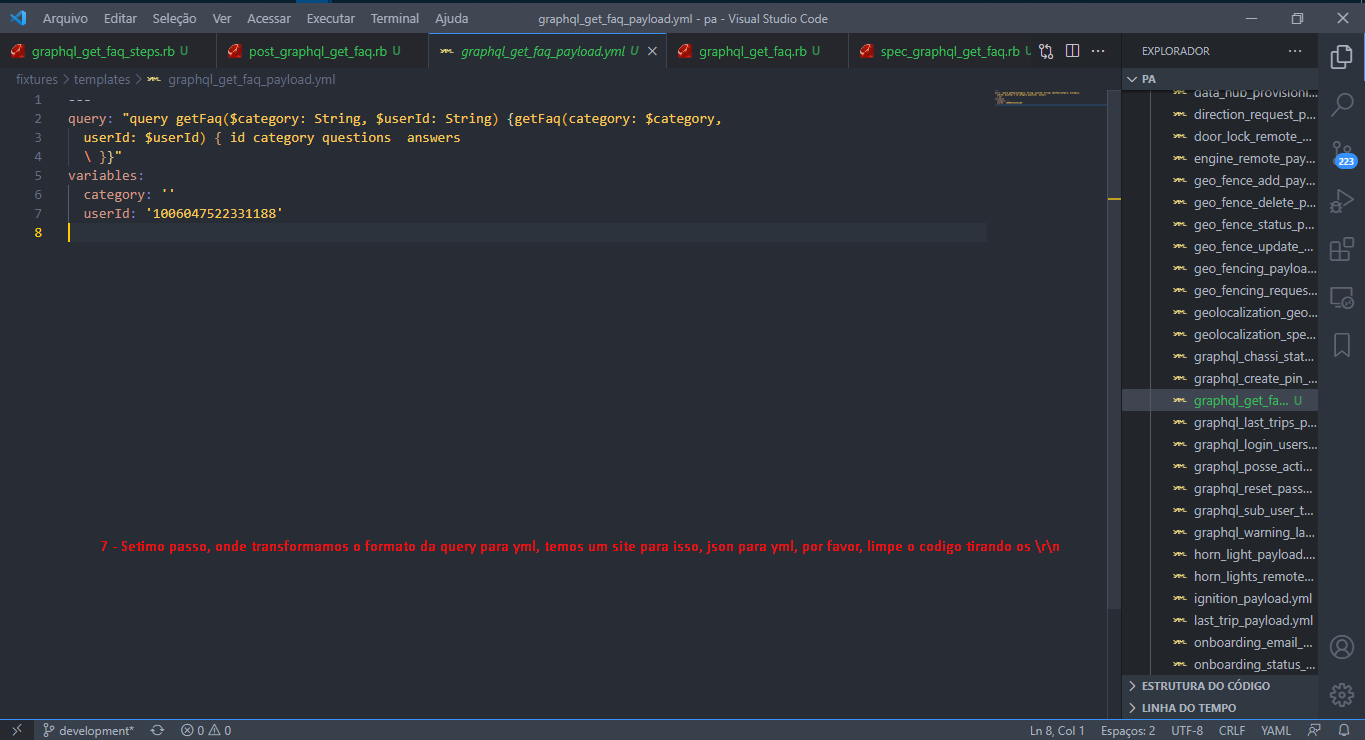 Arquivo Editar Seleção Ver Acessar Executar Terminal Ajuda graphql_get_faq_payload.yml - pa - Visual Studio Code
graphql_get_faq_steps.rb U post_graphql_get_faq.rb U graphql_get_faq_payload.yml U graphql_get_faq.rb U spec_graphql_get_faq.rb U
fixtures > templates > graphql_get_faq_payload.yml
1 ---
2 query: "query getFaq($category: String, $userId: String) {getFaq(category: $category,
3 userId: $userId) { id category questions  answers
4 \ }}"
5 variables:
6 category: ''
7 userId: '1006047522331188'
8
7 - Setimo passo, onde transformamos o formato da query para yml, temos um site para isso, json para yml, por favor, limpe o codigo tirando os \r\n
EXPLORADOR
PA
data_hub_provisioni...
direction_request_p...
door_lock_remote_...
engine_remote_pay...
geo_fence_add_pay...
geo_fence_delete_p...
geo_fence_status_p...
geo_fence_update_...
geo_fencing_payloa...
geo_fencing_reques...
geolocalization_geo...
geolocalization_spe...
graphql_chassi_stat...
graphql_create_pin_...
graphql_get_fa... U
graphql_last_trips_p...
graphql_login_users...
graphql_posse_acti...
graphql_reset_pass...
graphql_sub_user_t...
graphql_warning_la...
horn_light_payload....
horn_lights_remote...
ignition_payload.yml
last_trip_payload.yml
onboarding_email_...
onboarding_status_...
ESTRUTURA DO CÓDIGO
LINHA DO TEMPO
223
development* 0 0 Ln 8, Col 1 Espaços: 2 UTF-8 CRLF YAML